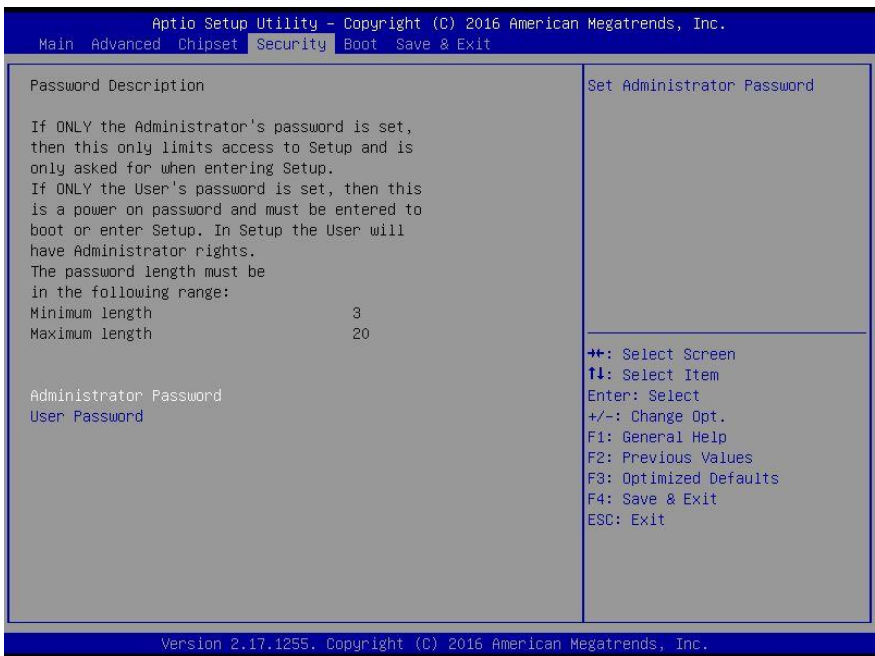 Aptio Setup Utility – Copyright (C) 2016 American Megatrends, Inc.
Main Advanced Chipset Security Boot Save & Exit
Password Description
If ONLY the Administrator's password is set,
then this only limits access to Setup and is
only asked for when entering Setup.
If ONLY the User's password is set, then this
is a power on password and must be entered to
boot or enter Setup. In Setup the User will
have Administrator rights.
The password length must be
in the following range:
Minimum length 3
Maximum length 20
Administrator Password
User Password
Set Administrator Password
→←: Select Screen
↑↓: Select Item
Enter: Select
+/-: Change Opt.
F1: General Help
F2: Previous Values
F3: Optimized Defaults
F4: Save & Exit
ESC: Exit
Version 2.17.1255. Copyright (C) 2016 American Megatrends, Inc.